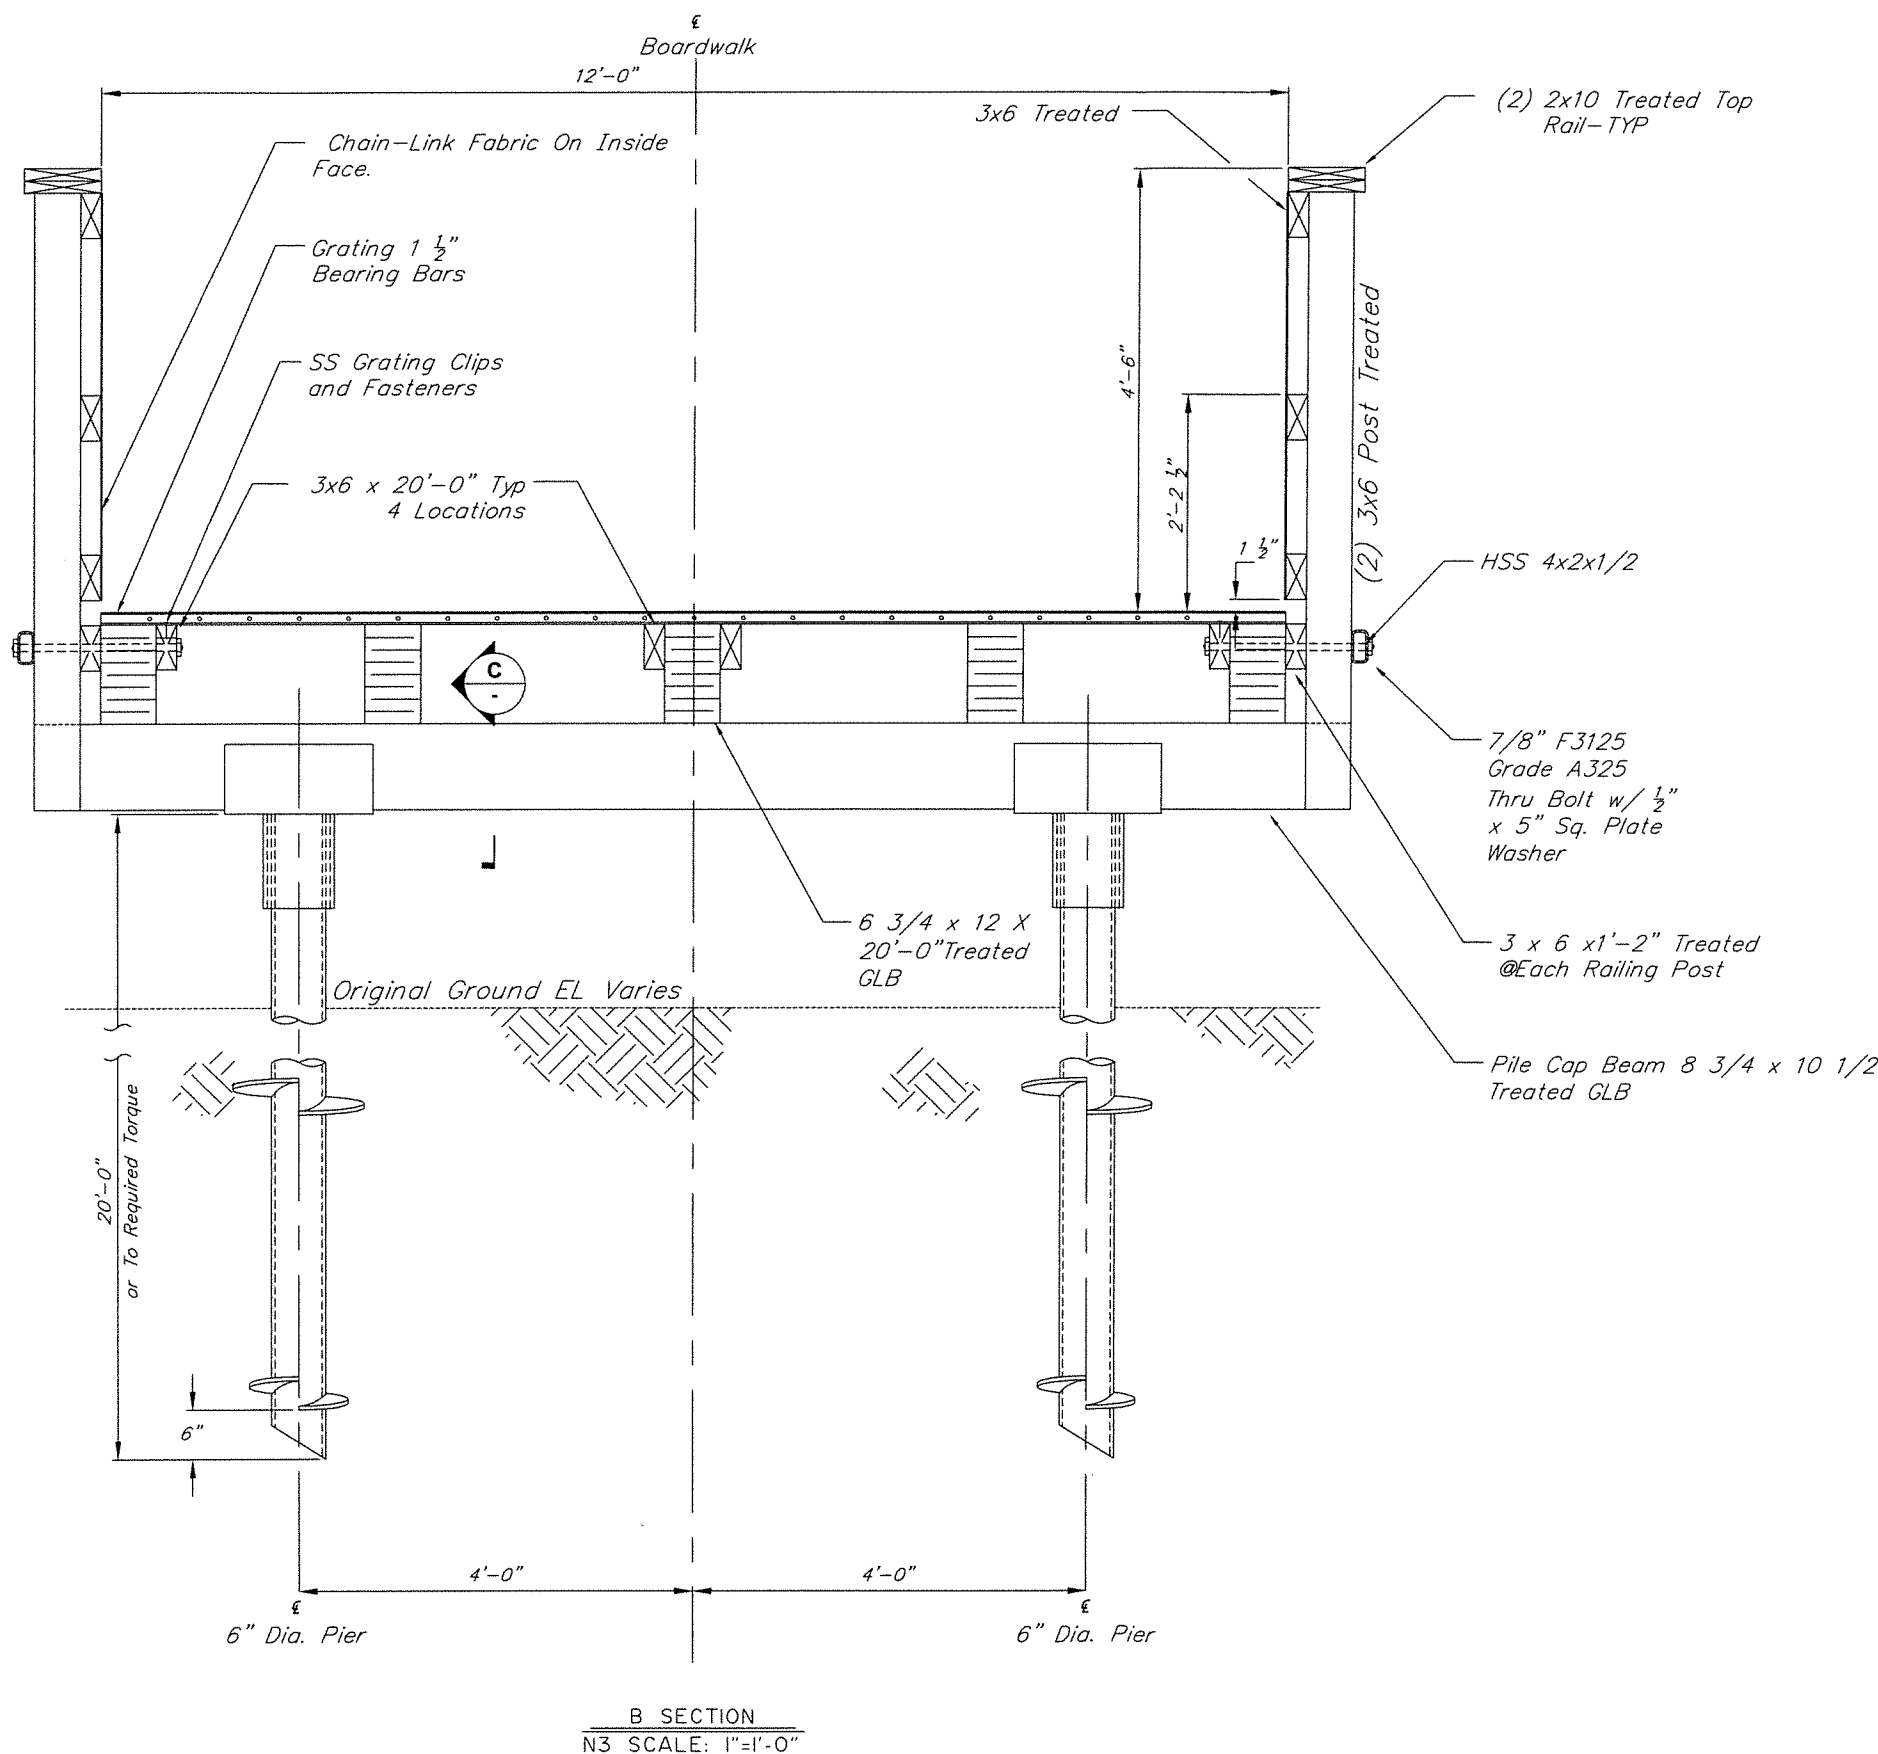 ℄
Boardwalk
12'-0"
3x6 Treated
(2) 2x10 Treated Top
Rail-TYP
Chain-Link Fabric On Inside
Face.
Grating 1 1/2"
Bearing Bars
SS Grating Clips
and Fasteners
3x6 x 20'-0" Typ
4 Locations
4'-6"
2'-2 1/2"
1 1/2"
(2) 3x6 Post Treated
HSS 4x2x1/2
C
-
7/8" F3125
Grade A325
Thru Bolt w/ 1/2"
x 5" Sq. Plate
Washer
6 3/4 x 12 X
20'-0"Treated
GLB
3 x 6 x1'-2" Treated
@Each Railing Post
Original Ground EL Varies
Pile Cap Beam 8 3/4 x 10 1/2
Treated GLB
20'-0"
or To Required Torque
6"
4'-0"
4'-0"
℄
6" Dia. Pier
℄
6" Dia. Pier
B SECTION
N3 SCALE: 1"=1'-0"